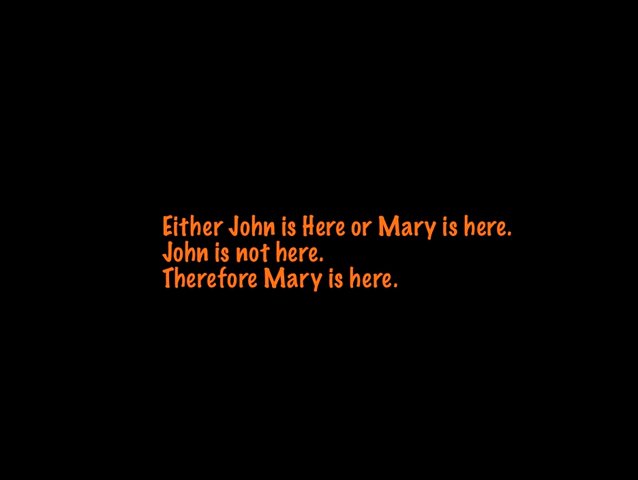 Either John is Here or Mary is here.
John is not here.
Therefore Mary is here.